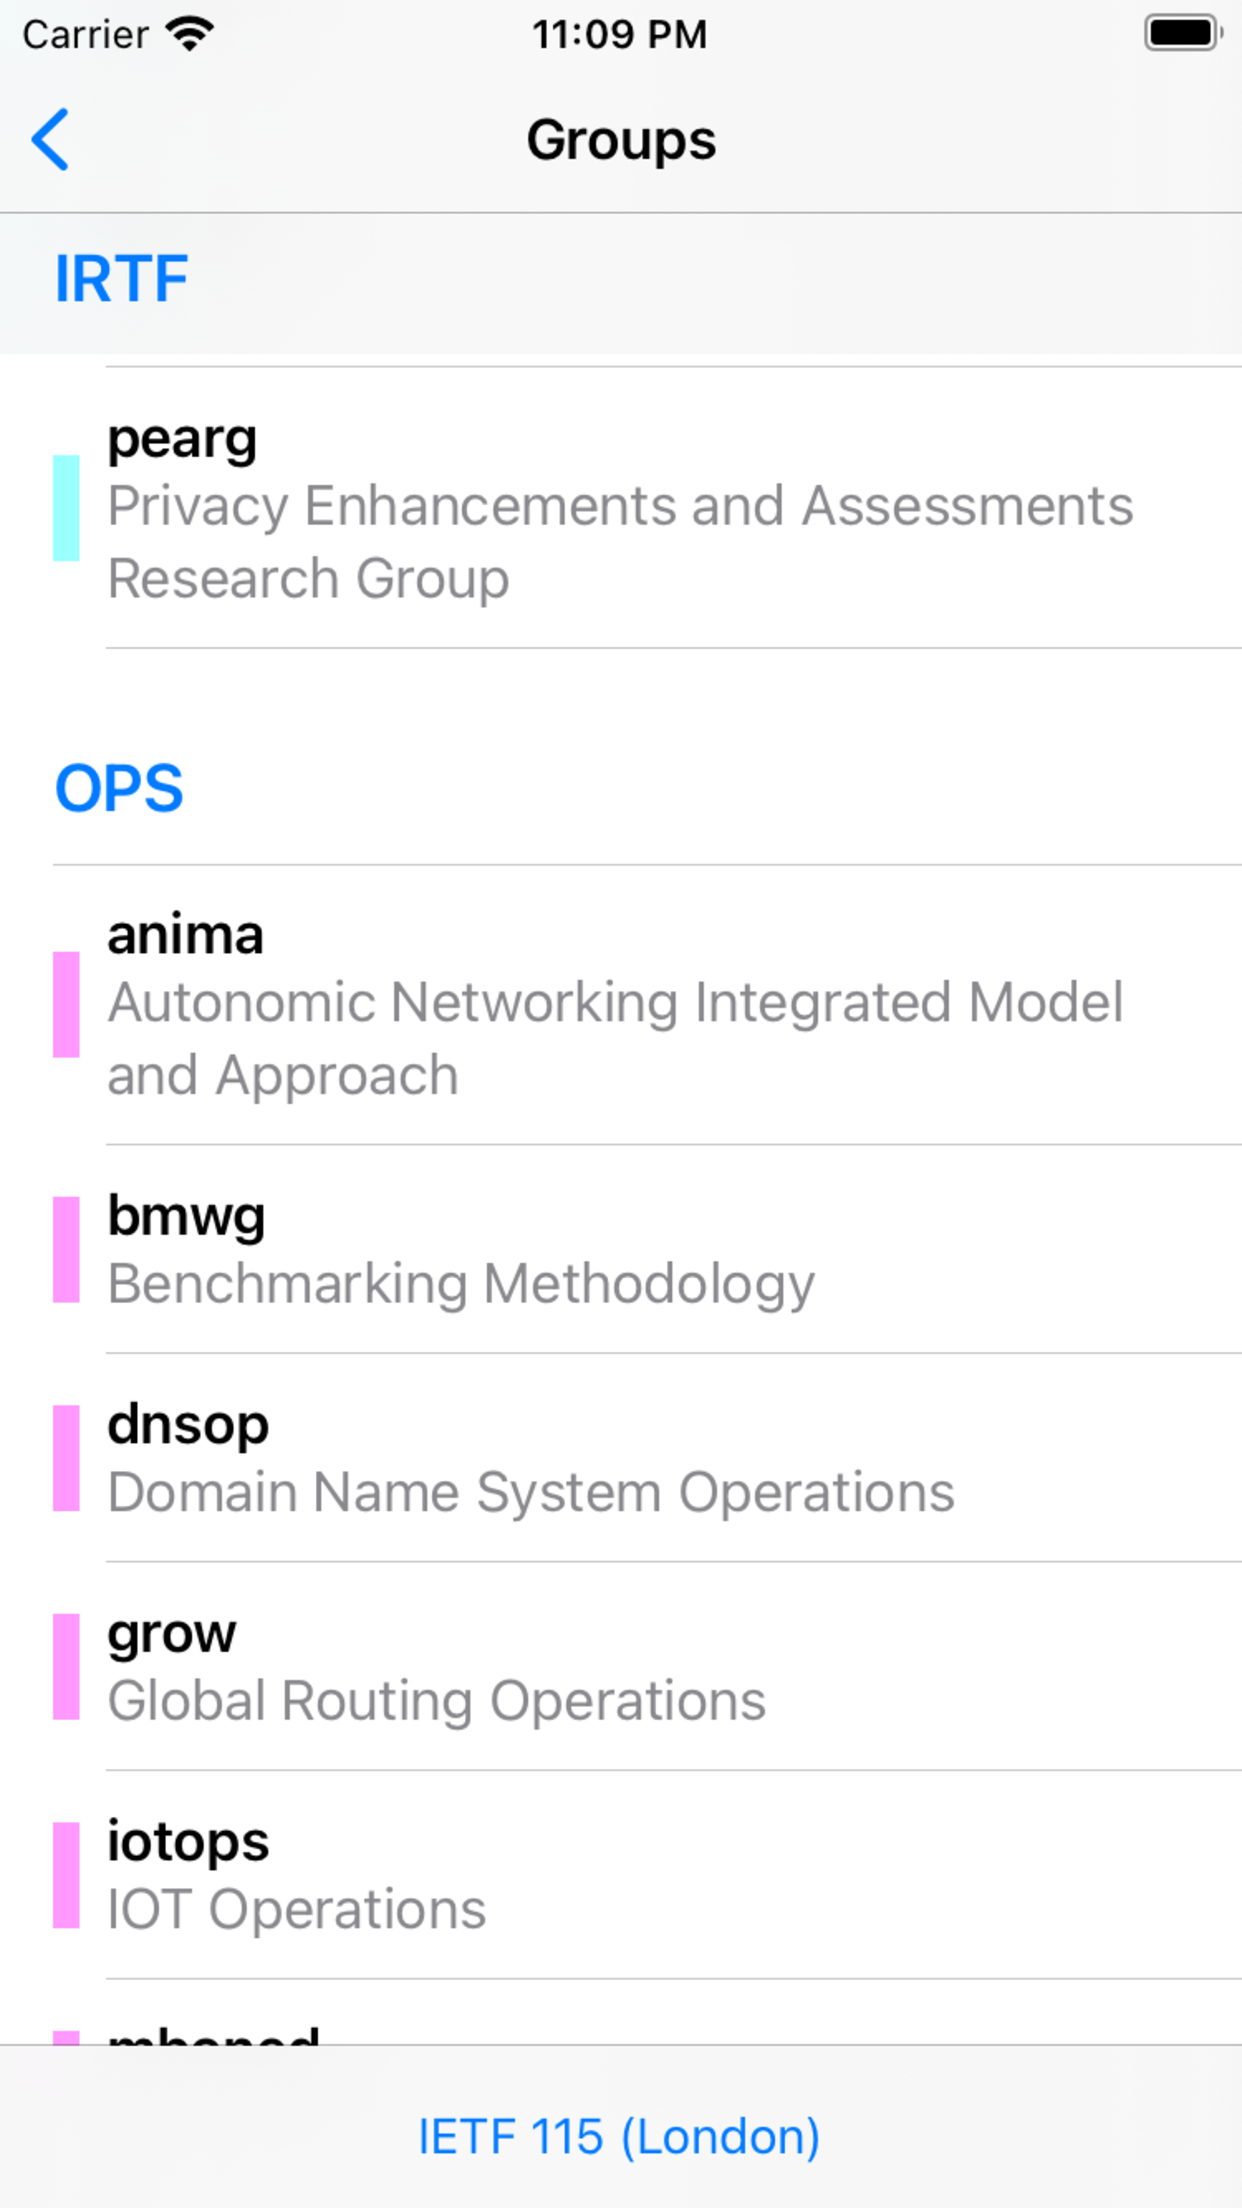 Carrier 11:09 PM
Groups
IRTF
pearg
Privacy Enhancements and Assessments
Research Group
OPS
anima
Autonomic Networking Integrated Model
and Approach
bmwg
Benchmarking Methodology
dnsop
Domain Name System Operations
grow
Global Routing Operations
iotops
IOT Operations
mboned
IETF 115 (London)